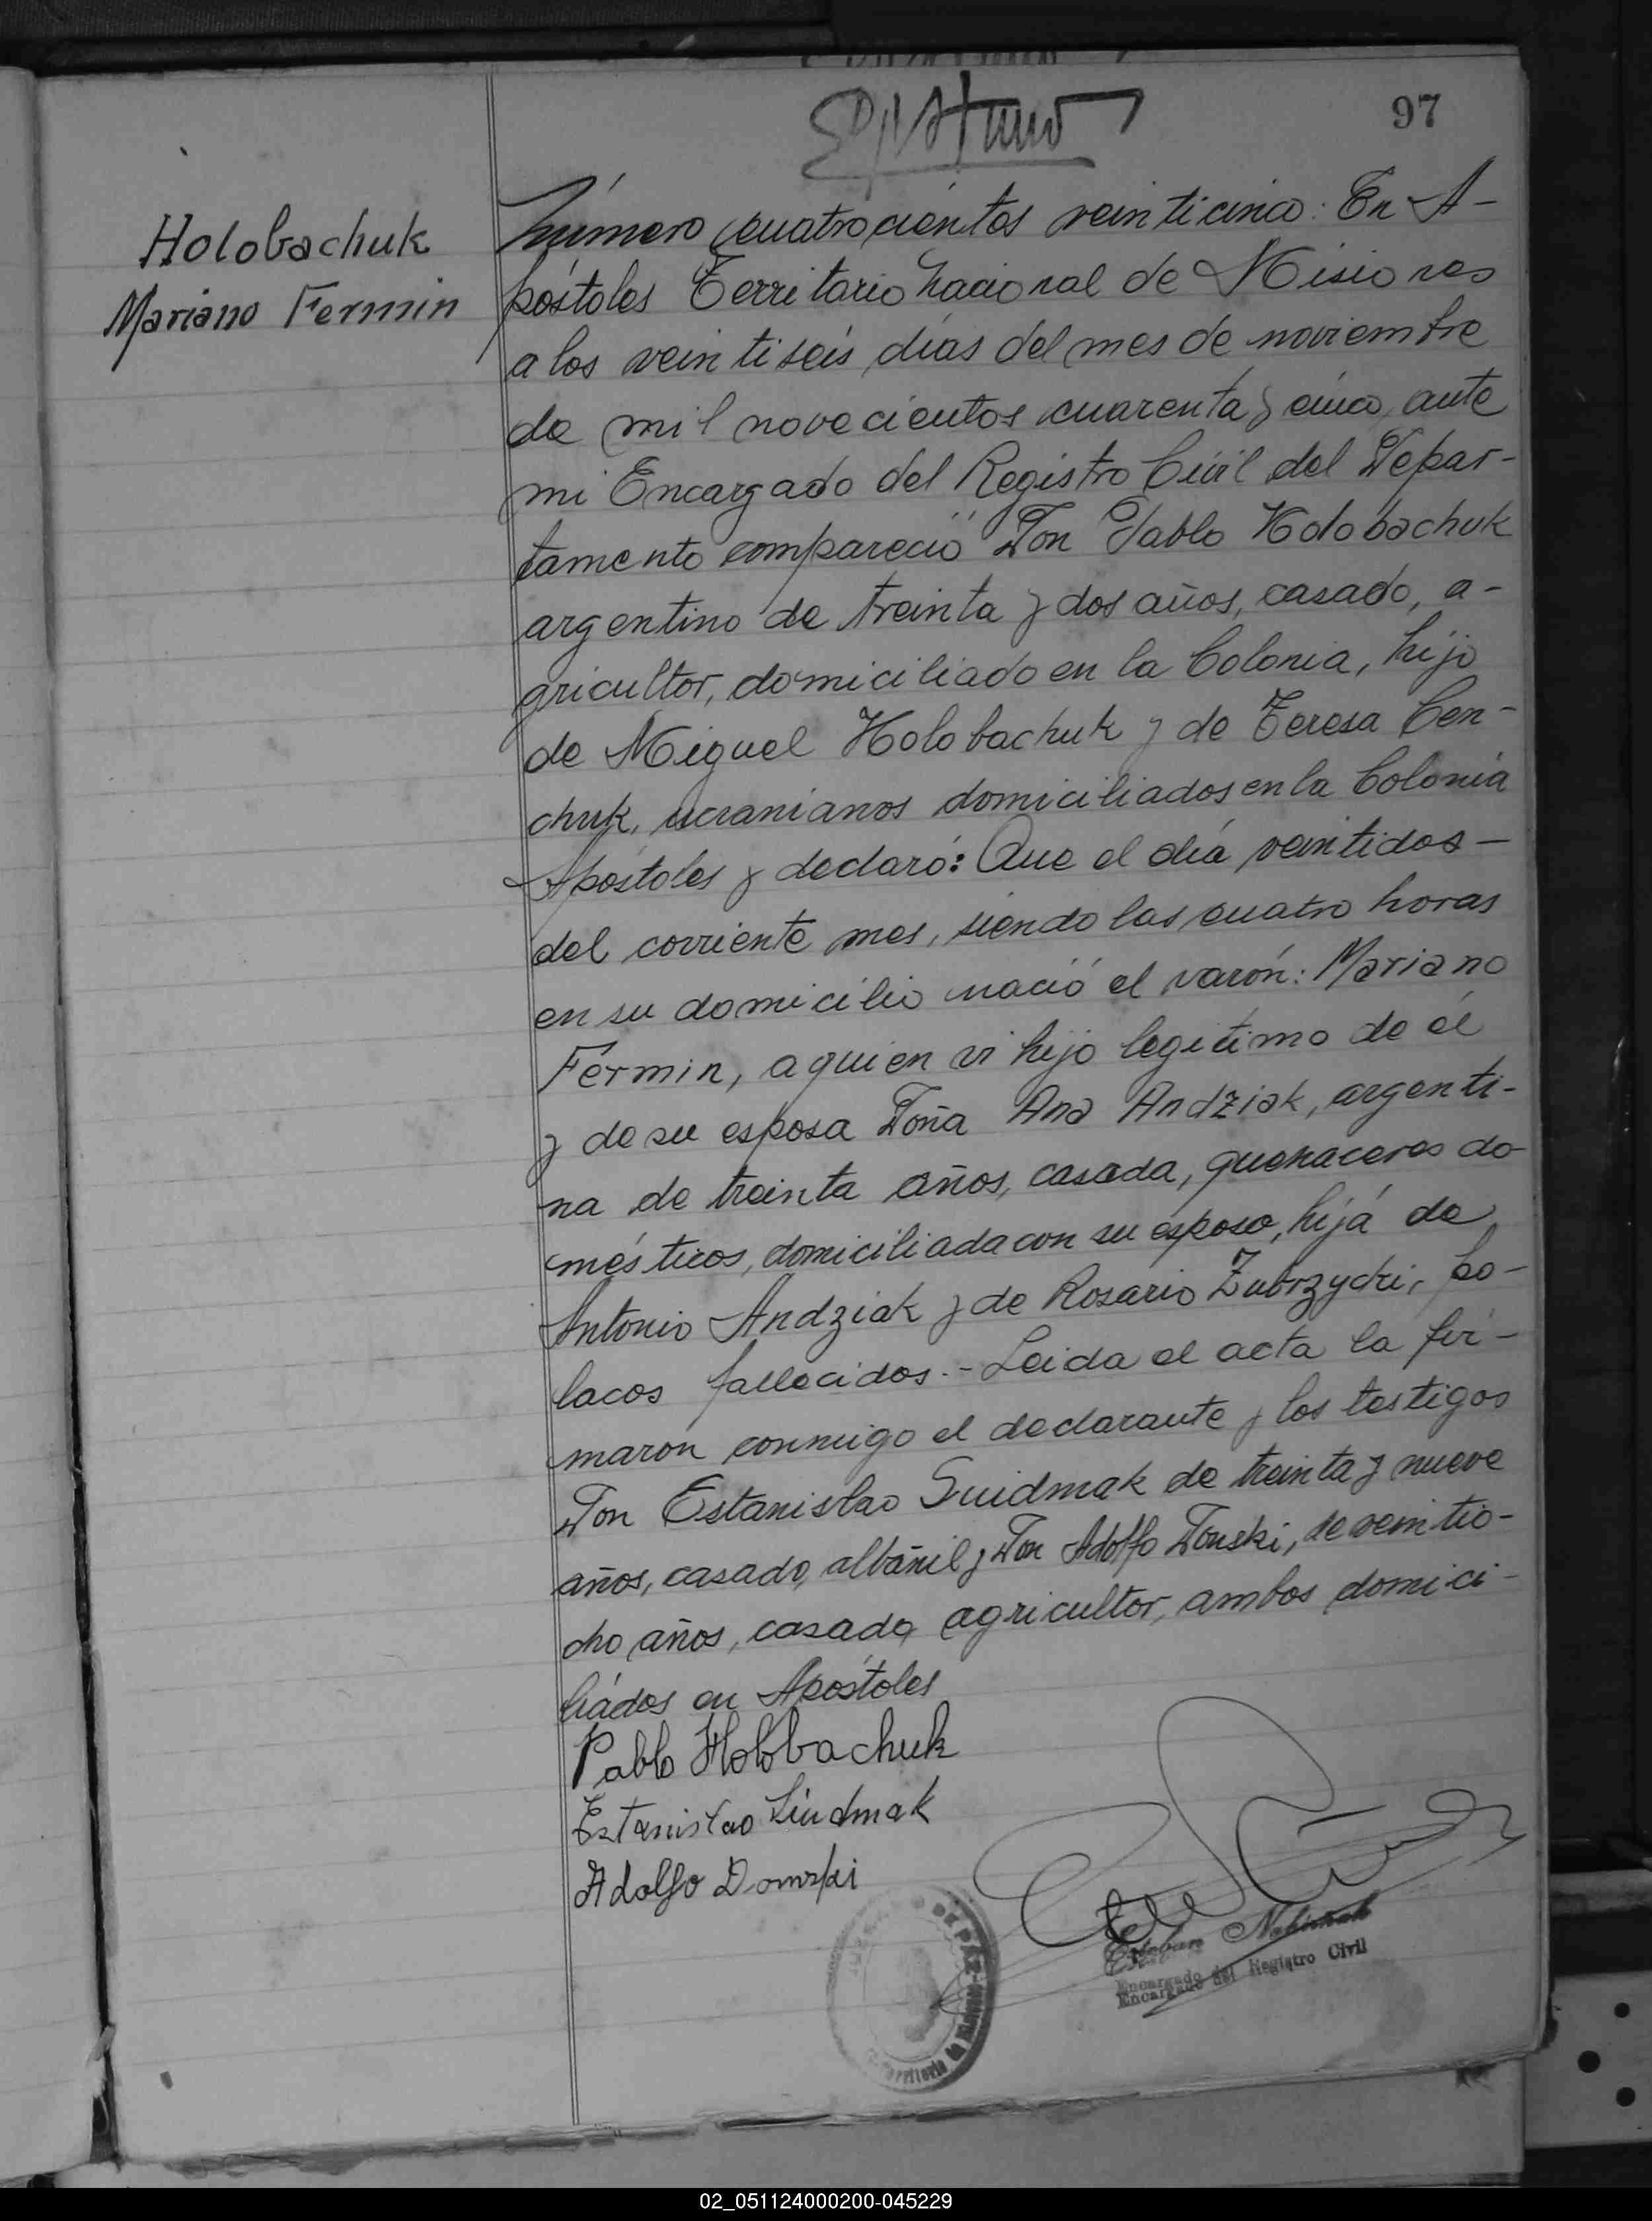 97
Holobachuk
Mariano Fermin
Número cuatrocientos veinticinco: En A-
póstoles Territorio Nacional de Misiones
a los veintiseis días del mes de noviembre
de mil novecientos cuarenta y cinco, ante
mi Encargado del Registro Civil del Depar-
tamento compareció Don Pablo Holobachuk
argentino de treinta y dos años, casado, a-
gricultor, domiciliado en la Colonia, hijo
de Miguel Holobachuk y de Teresa Cen-
chuk, ucranianos domiciliados en la Colonia
Apóstoles y declaró: Que el día veintidos—
del corriente mes, siendo las cuatro horas
en su domicilio nació el varón: Mariano
Fermin, a quien vi hijo legitimo de él
y de su esposa Doña Ana Andziak, argenti-
na de treinta años, casada, quehaceres do-
mésticos, domiciliada con su esposo, hija de
Antonio Andziak y de Rosario Zubrzycki, po-
lacos fallecidos.- Leida el acta la fir-
maron conmigo el declarante y los testigos
Don Estanislao Suidmak de treinta y nueve
años, casado, albañil y Don Adolfo Donski, de veintio-
cho años, casado, agricultor, ambos domici-
liados en Apóstoles
Pablo Holobachuk
Estanislao
Adolfo Domski
Esteban
Encargado del Registro Civil
DE PAZ
Territorio de Misiones
02_051124000200-045229